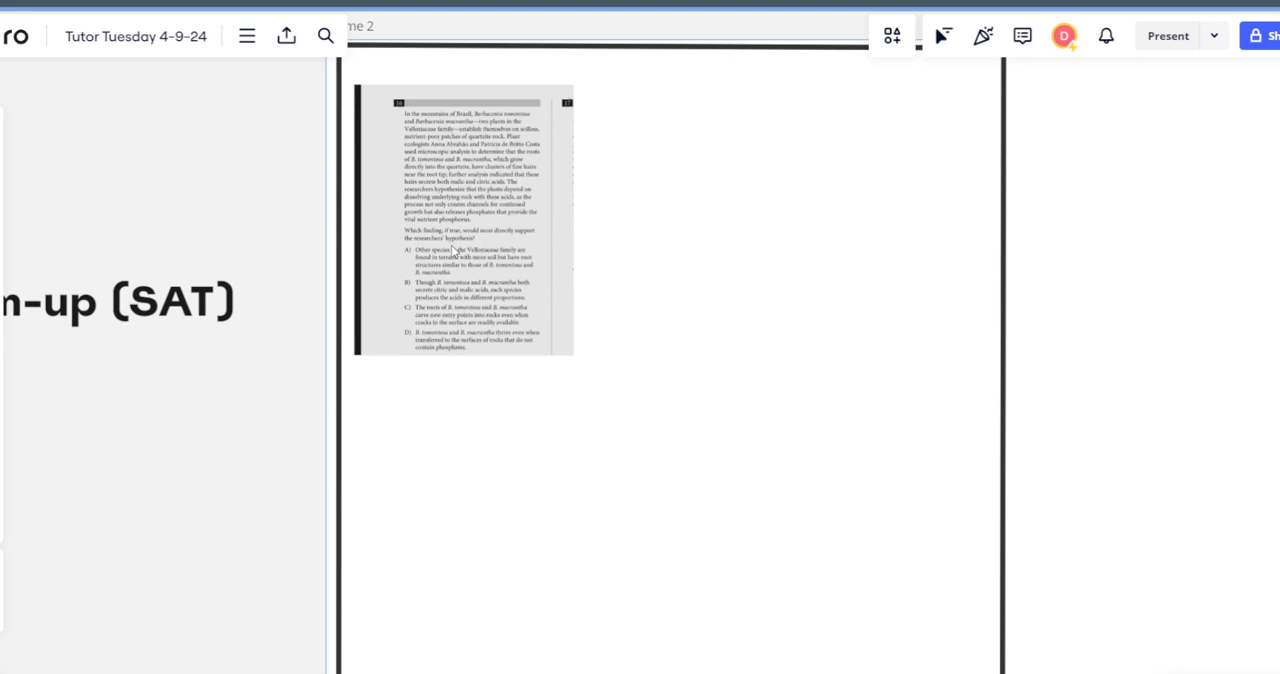 ro
Tutor Tuesday 4-9-24
me 2
D
Present
Sh
m-up (SAT)
16
17
In the mountains of Brazil, Barbacenia tomentosa
and Barbacenia macrantha—two plants in the
Velloziaceae family—establish themselves on soilless,
nutrient-poor patches of quartzite rock. Plant
ecologists Anna Abrahão and Patricia de Britto Costa
used microscopic analysis to determine that the roots
of B. tomentosa and B. macrantha, which grow
directly into the quartzite, have clusters of fine hairs
near the root tip; further analysis indicated that these
hairs secrete both malic and citric acids. The
researchers hypothesize that the plants depend on
dissolving underlying rock with these acids, as the
process not only creates channels for continued
growth but also releases phosphates that provide the
vital nutrient phosphorus.
Which finding, if true, would most directly support
the researchers' hypothesis?
A) Other species the Velloziaceae family are
found in terrains with more soil but have root
structures similar to those of B. tomentosa and
B. macrantha.
B) Though B. tomentosa and B. macrantha both
secrete citric and malic acids, each species
produces the acids in different proportions.
C) The roots of B. tomentosa and B. macrantha
carve new entry points into rocks even when
cracks in the surface are readily available.
D) B. tomentosa and B. macrantha thrive even when
transferred to the surfaces of rocks that do not
contain phosphates.